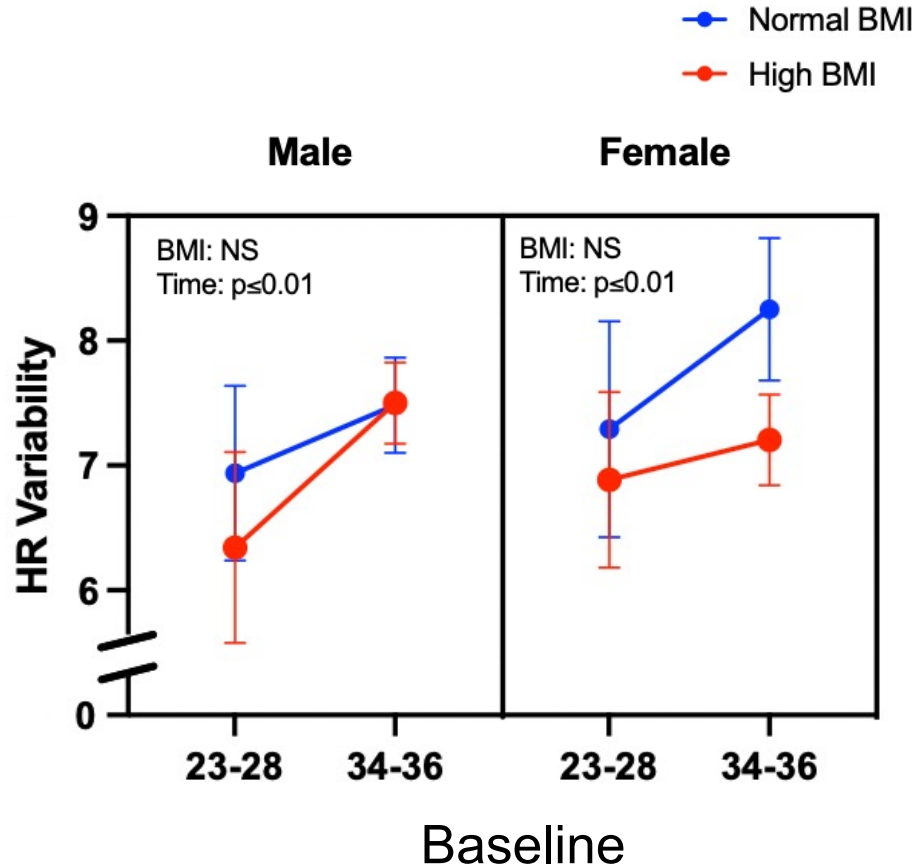 Normal BMI
High BMI
Male
Female
BMI: NS
Time: p≤0.01
BMI: NS
Time: p≤0.01
HR Variability
9
8
7
6
0
23-28
34-36
23-28
34-36
Baseline